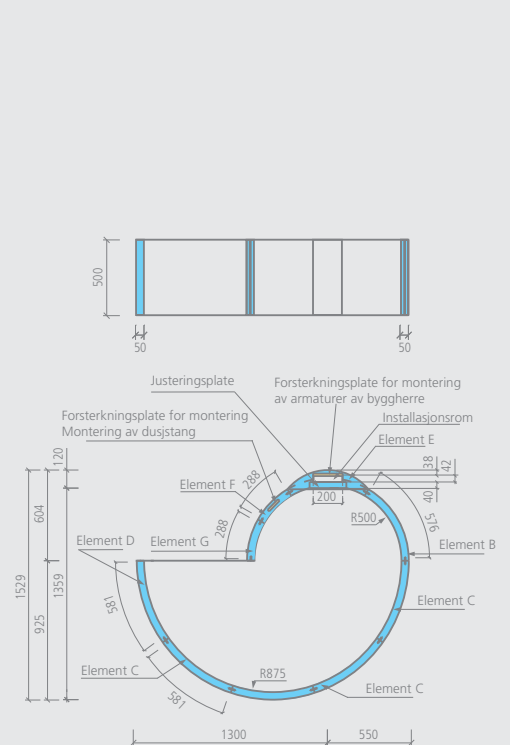 500
50
50
Justeringsplate
Forsterkningsplate for montering
av armaturer av byggherre
Forsterkningsplate for montering
Montering av dusjstang
Installasjonsrom
Element E
120
38
42
288
Element F
200
40
604
R500
576
288
Element D
Element G
Element B
1529
1359
585
Element C
925
Element C
R875
581
Element C
1300
550